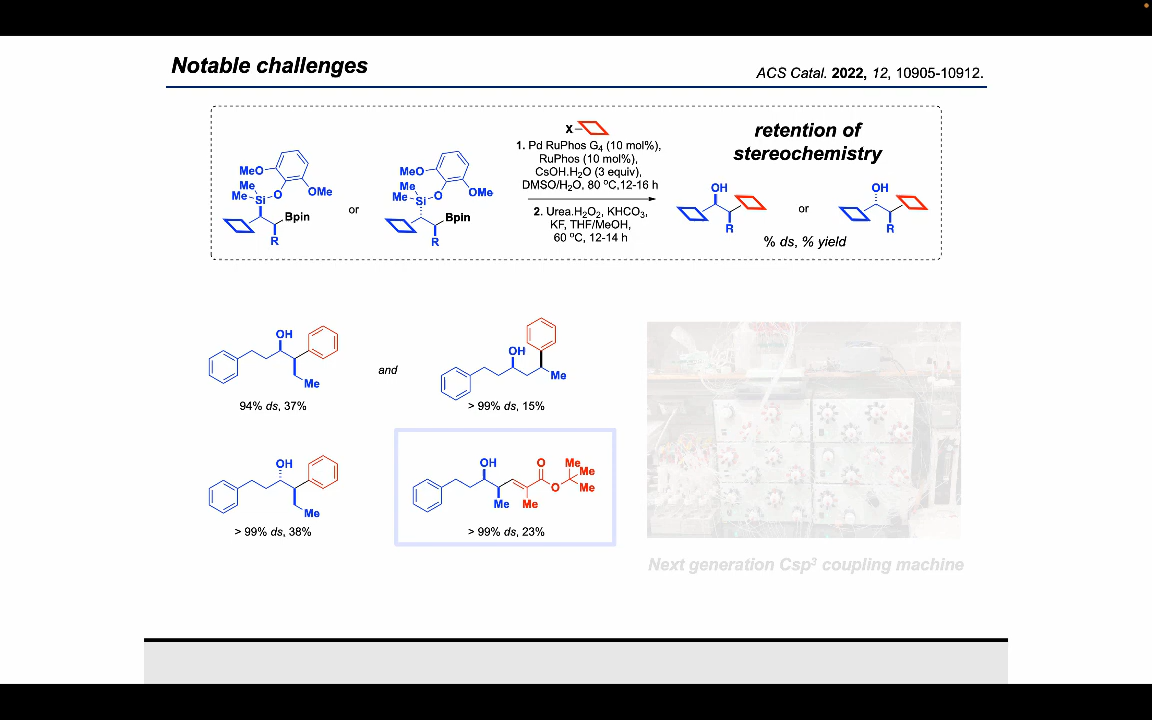 Notable challenges
ACS Catal. 2022, 12, 10905-10912.
X
1. Pd RuPhos G4 (10 mol%),
RuPhos (10 mol%),
CsOH.H2O (3 equiv),
DMSO/H2O, 80 ºC,12-16 h
2. Urea.H2O2, KHCO3,
KF, THF/MeOH,
60 ºC, 12-14 h
retention of
stereochemistry
MeO
OMe
Me
Me
Si
O
Bpin
R
or
MeO
OMe
Me
Me
Si
O
Bpin
R
OH
R
or
OH
R
% ds, % yield
OH
Me
94% ds, 37%
and
OH
Me
> 99% ds, 15%
OH
Me
> 99% ds, 38%
OH
Me
Me
O
O
Me
Me
Me
> 99% ds, 23%
Next generation Csp3 coupling machine